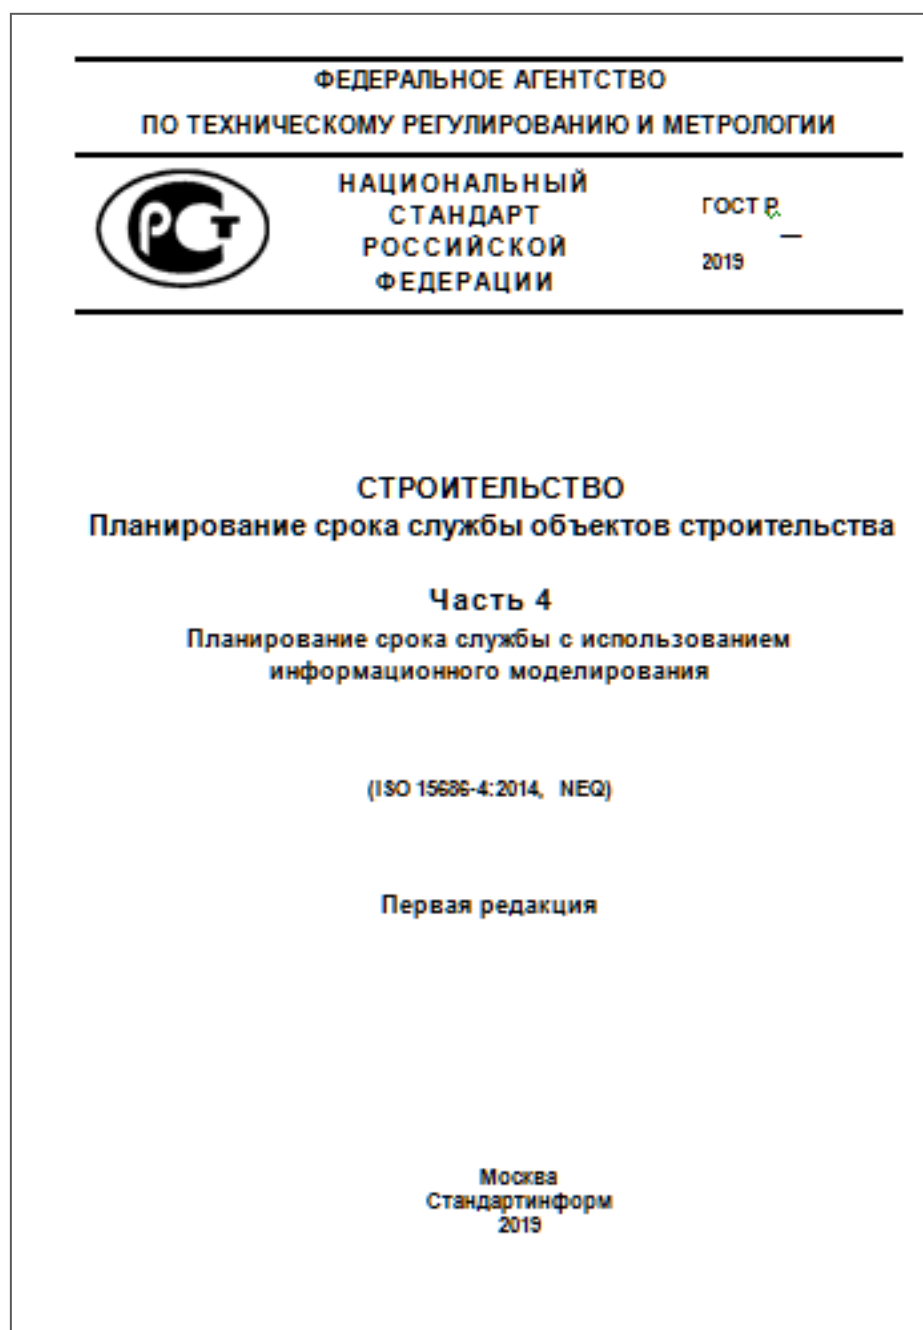 ФЕДЕРАЛЬНОЕ АГЕНТСТВО
ПО ТЕХНИЧЕСКОМУ РЕГУЛИРОВАНИЮ И МЕТРОЛОГИИ
РСТ
НАЦИОНАЛЬНЫЙ
СТАНДАРТ
РОССИЙСКОЙ
ФЕДЕРАЦИИ
ГОСТ Р
—
2019
СТРОИТЕЛЬСТВО
Планирование срока службы объектов строительства
Часть 4
Планирование срока службы с использованием
информационного моделирования
(ISO 15686-4:2014, NEQ)
Первая редакция
Москва
Стандартинформ
2019